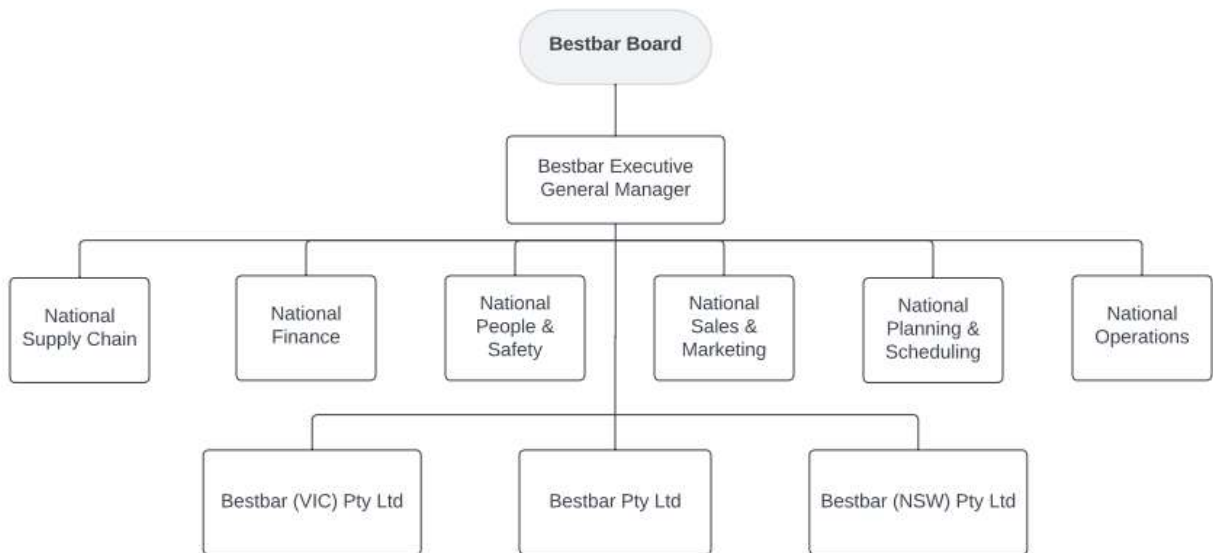 Bestbar Board
Bestbar Executive
General Manager
National
Supply Chain
National
Finance
National
People &
Safety
National
Sales &
Marketing
National
Planning &
Scheduling
National
Operations
Bestbar (VIC) Pty Ltd
Bestbar Pty Ltd
Bestbar (NSW) Pty Ltd